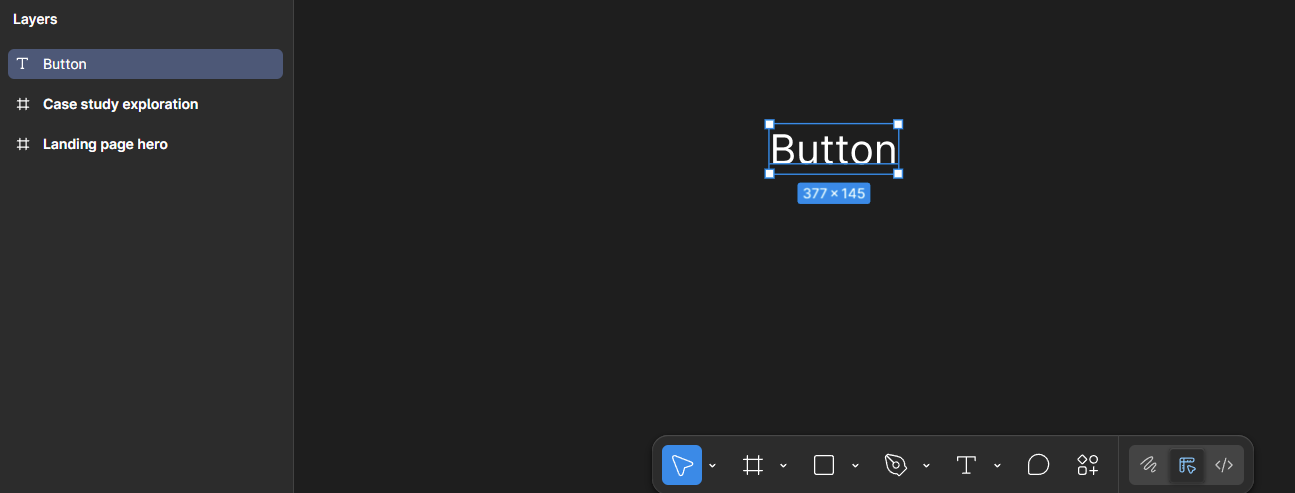 Layers
Button
Case study exploration
Landing page hero
Button
377 × 145